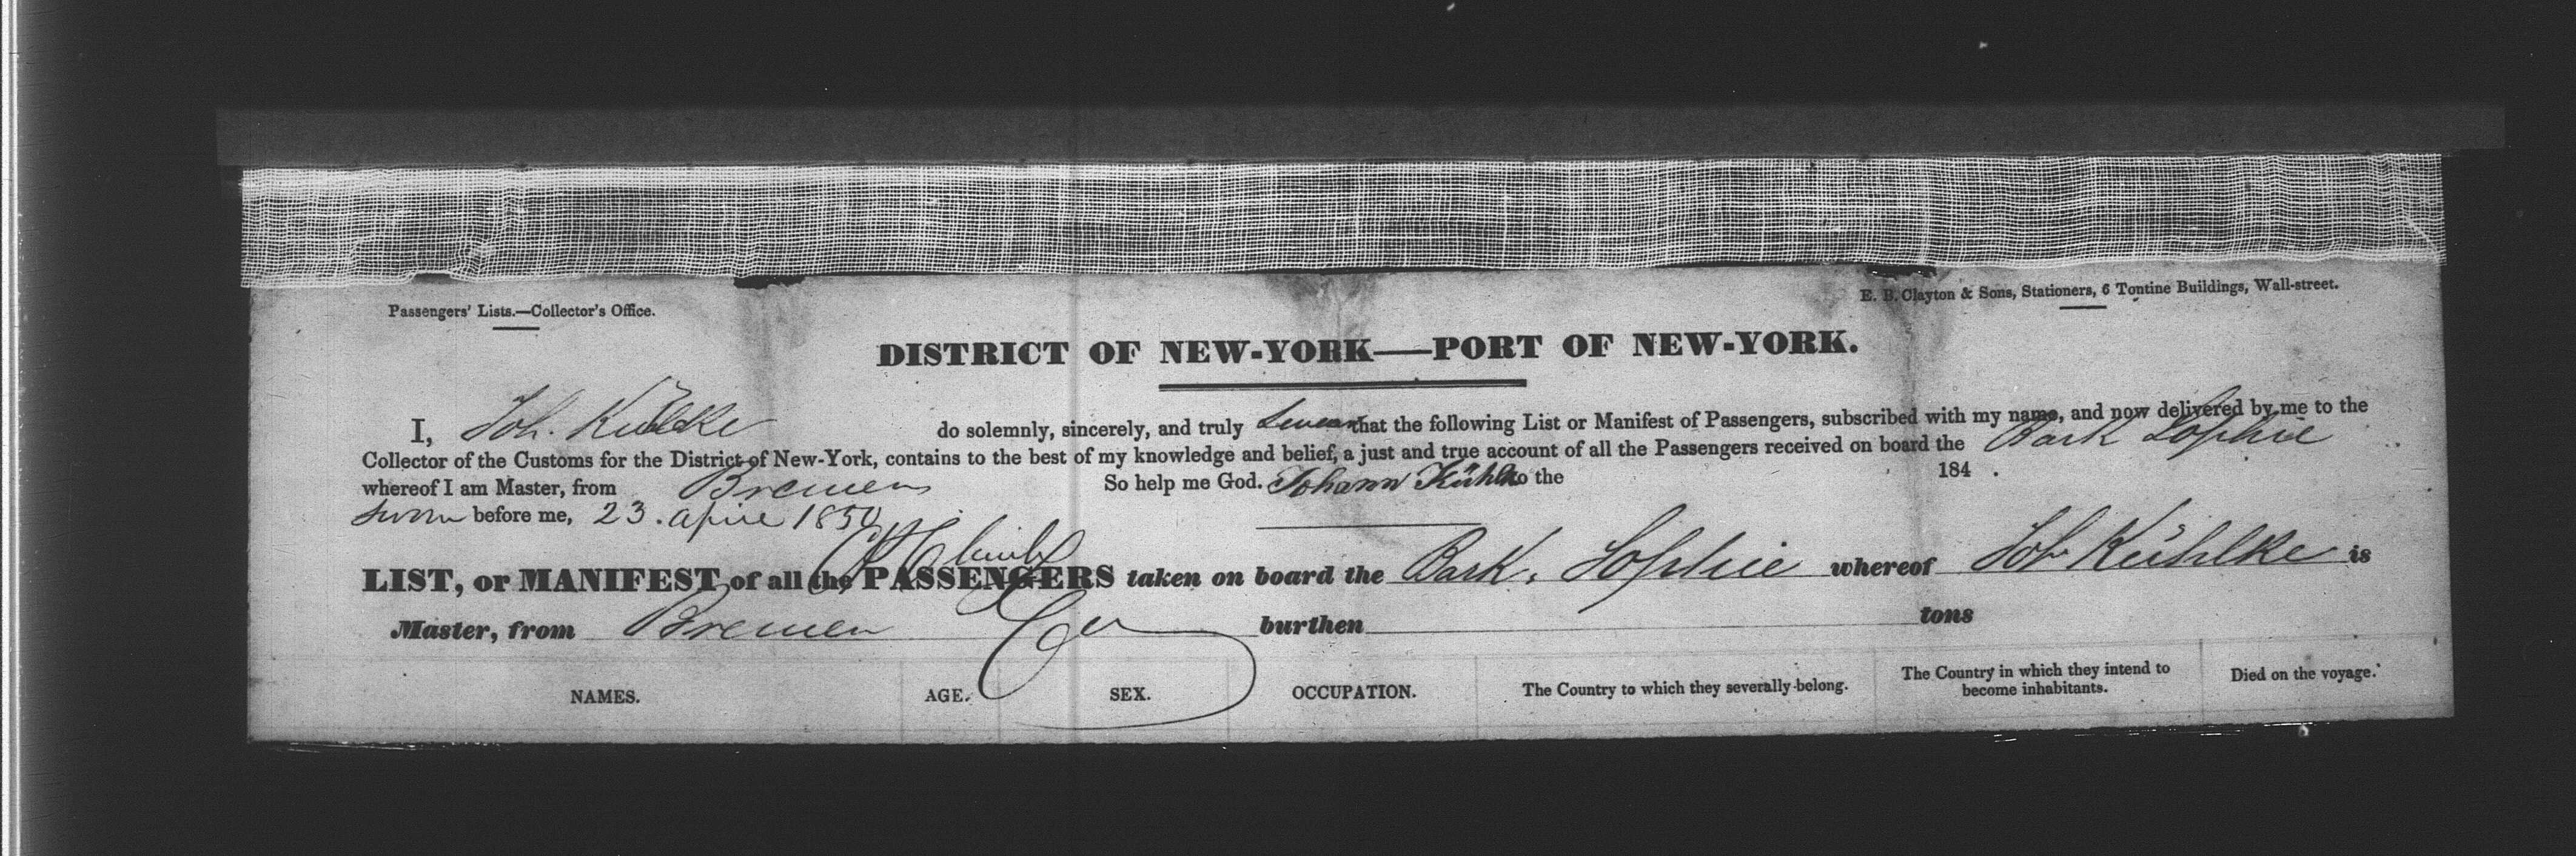 Passengers' Lists.—Collector's Office.
E. B. Clayton & Sons, Stationers, 6 Tontine Buildings, Wall-street.
DISTRICT OF NEW-YORK—PORT OF NEW-YORK.
I, Joh. Kühlke do solemnly, sincerely, and truly swear that the following List or Manifest of Passengers, subscribed with my name, and now delivered by me to the
Collector of the Customs for the District of New-York, contains to the best of my knowledge and belief, a just and true account of all the Passengers received on board the Bark Sophie
whereof I am Master, from Bremen So help me God. Johann Kühlke to the 184 .
Sworn before me, 23. april 1850
LIST, or MANIFEST of all the PASSENGERS taken on board the Bark. Sophie whereof Joh Kühlke is
Master, from Bremen burthen tons
NAMES. AGE. SEX. OCCUPATION. The Country to which they severally belong. The Country in which they intend to become inhabitants. Died on the voyage.